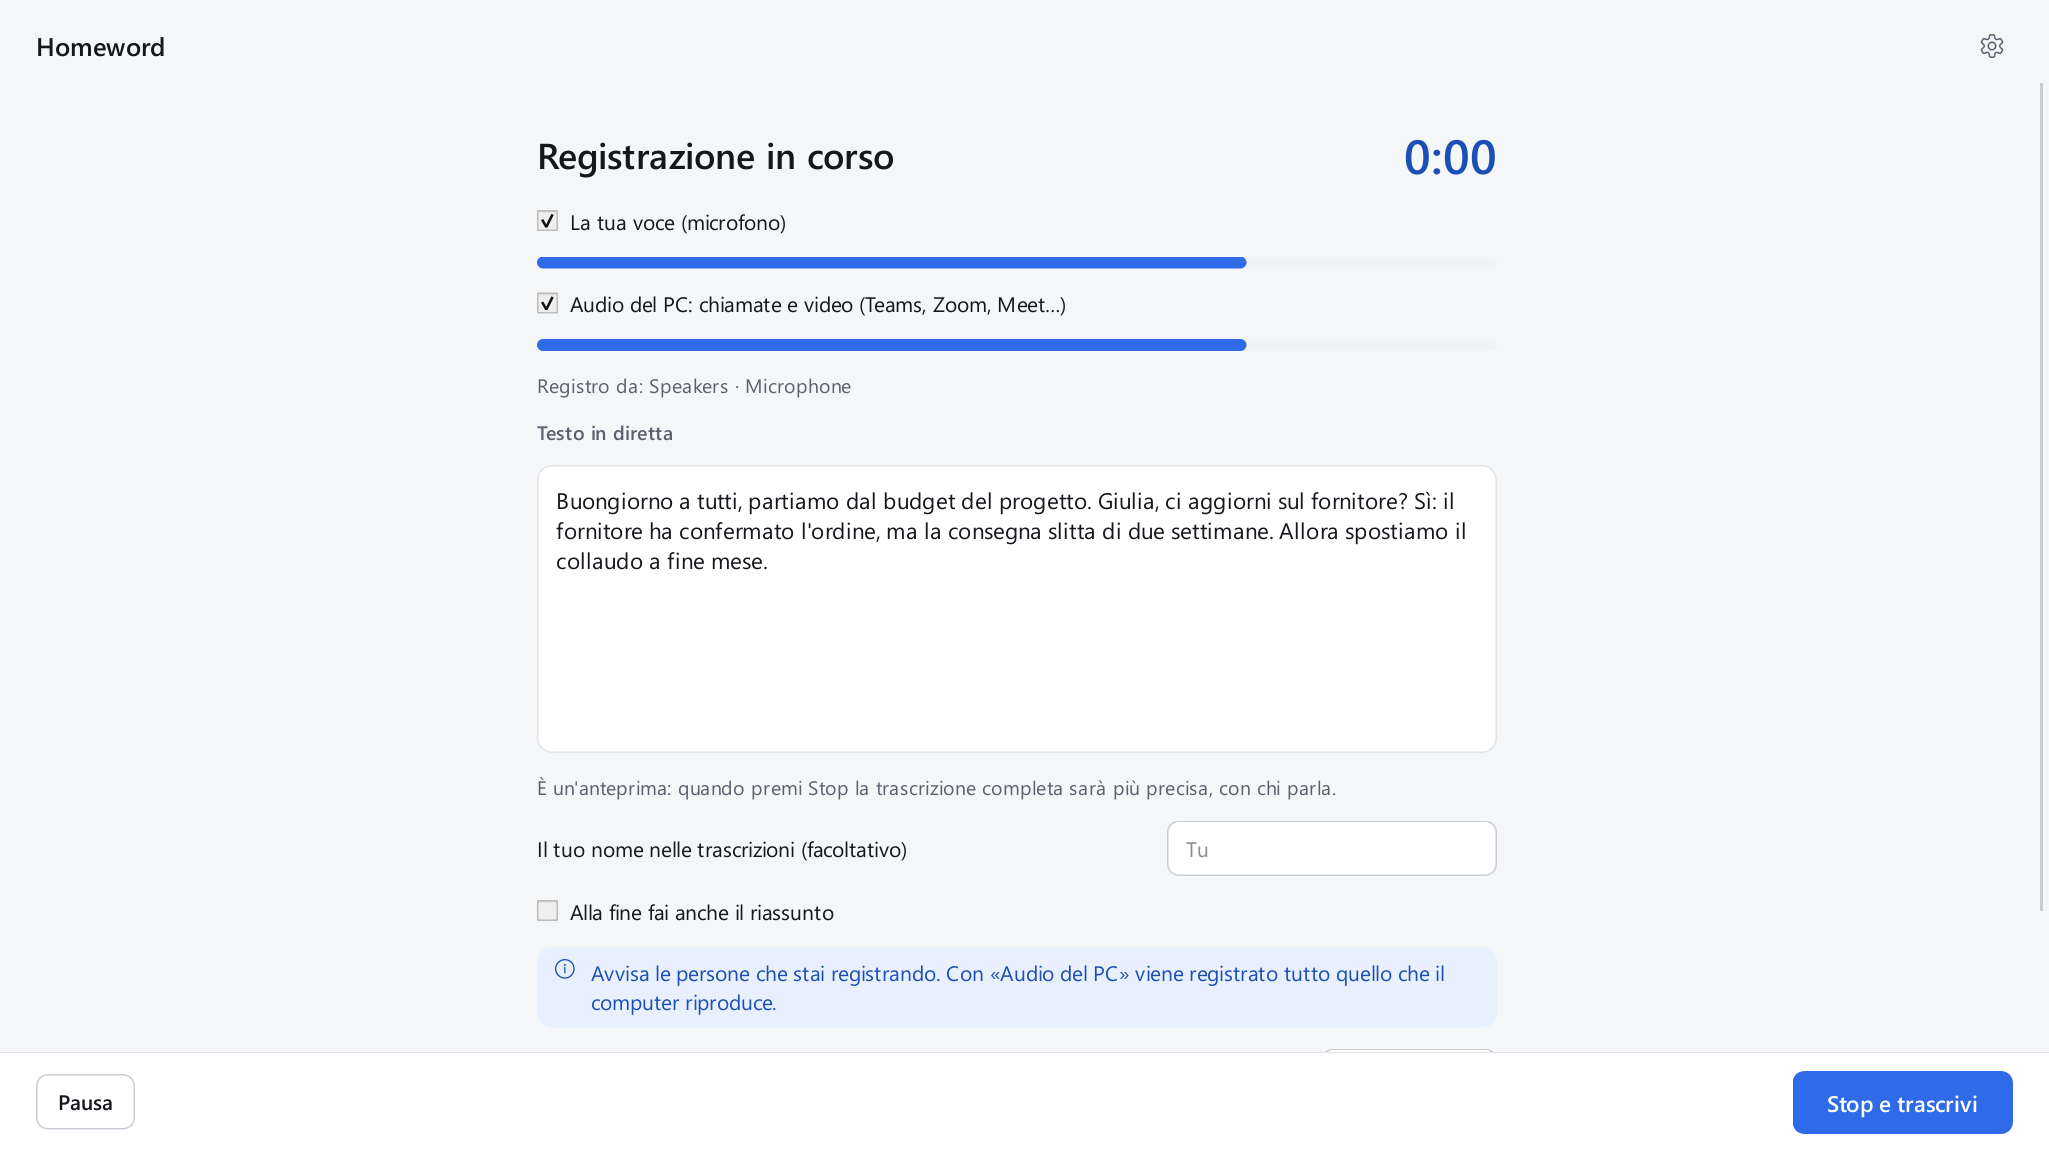 Homeword
Registrazione in corso
0:00
La tua voce (microfono)
Audio del PC: chiamate e video (Teams, Zoom, Meet...)
Registro da: Speakers · Microphone
Testo in diretta
Buongiorno a tutti, partiamo dal budget del progetto. Giulia, ci aggiorni sul fornitore? Sì: il
fornitore ha confermato l'ordine, ma la consegna slitta di due settimane. Allora spostiamo il
collaudo a fine mese.
È un'anteprima: quando premi Stop la trascrizione completa sarà più precisa, con chi parla.
Il tuo nome nelle trascrizioni (facoltativo)
Tu
Alla fine fai anche il riassunto
Avvisa le persone che stai registrando. Con «Audio del PC» viene registrato tutto quello che il
computer riproduce.
Pausa
Stop e trascrivi